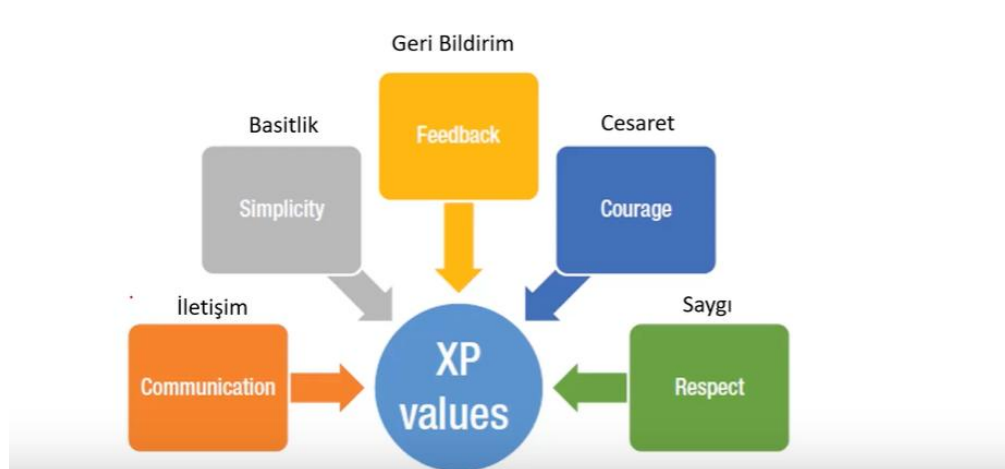 Geri Bildirim
Feedback
Basitlik
Simplicity
Cesaret
Courage
İletişim
Communication
Saygı
Respect
XP
values